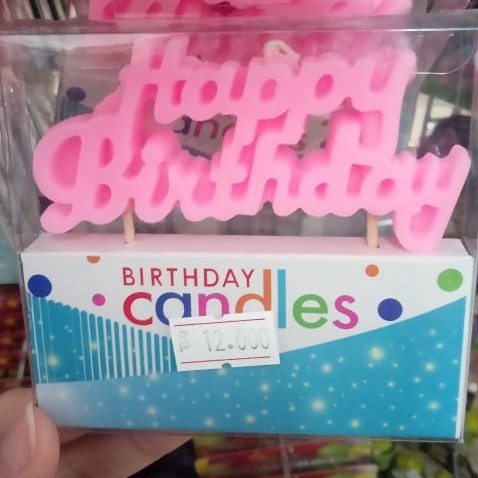 Happy
Birthday
BIRTHDAY
candles
12.000